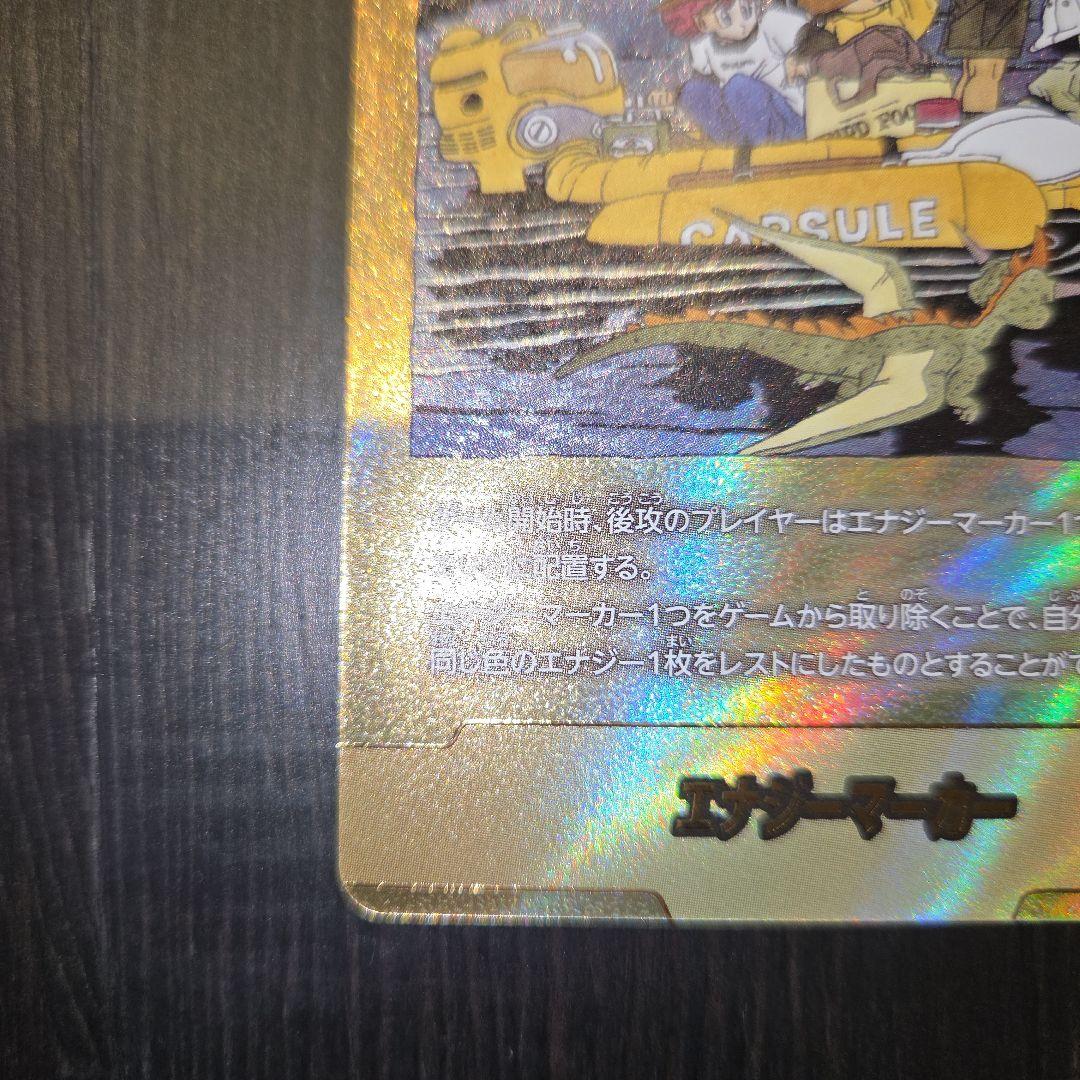 CAPSULE
開始時、後攻のプレイヤーはエナジーマーカー1
配置する。
マーカー1つをゲームから取り除くことで、自分
同じ色のエナジー1枚をレストにしたものとすることがで
エナジーマーカー